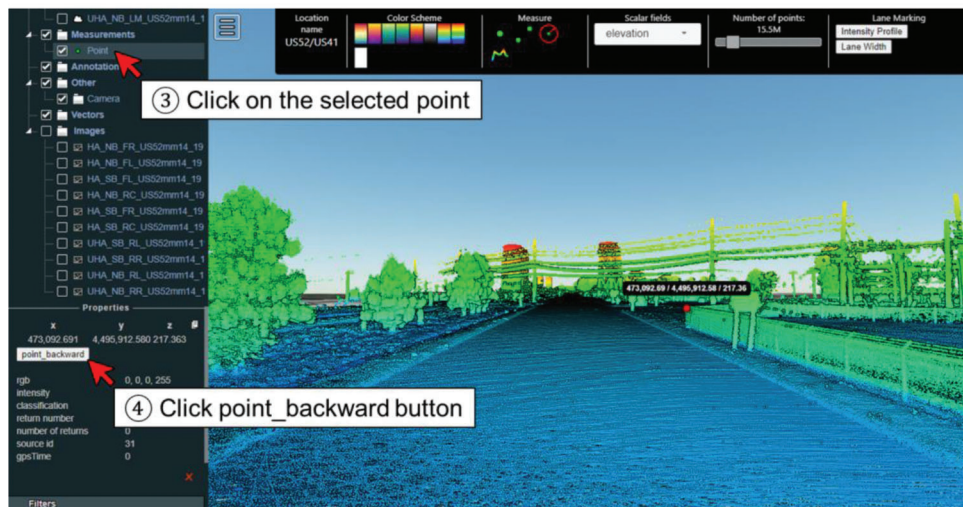 UHA_NB_LM_US52mm14_1
Measurements
Point
Annotation
Other
Camera
Vectors
Images
HA_NB_FR_US52mm14_19
HA_NB_FL_US52mm14_19
HA_SB_FL_US52mm14_19
HA_NB_RC_US52mm14_19
HA_SB_FR_US52mm14_19
HA_SB_RC_US52mm14_19
UHA_SB_RL_US52mm14_1
UHA_SB_RR_US52mm14_1
UHA_NB_RL_US52mm14_1
UHA_NB_RR_US52mm14_1
Properties
x y z
473,092.691 4,495,912.580 217.363
point_backward
rgb 0, 0, 0, 255
intensity
classification
return number
number of returns 0
source id 31
gpsTime 0
Filters
Location name
US52/US41
Color Scheme
Measure
Scalar fields
elevation
Number of points:
15.5M
Lane Marking
Intensity Profile
Lane Width
③ Click on the selected point
473,092.69 / 4,495,912.58 / 217.36
④ Click point_backward button